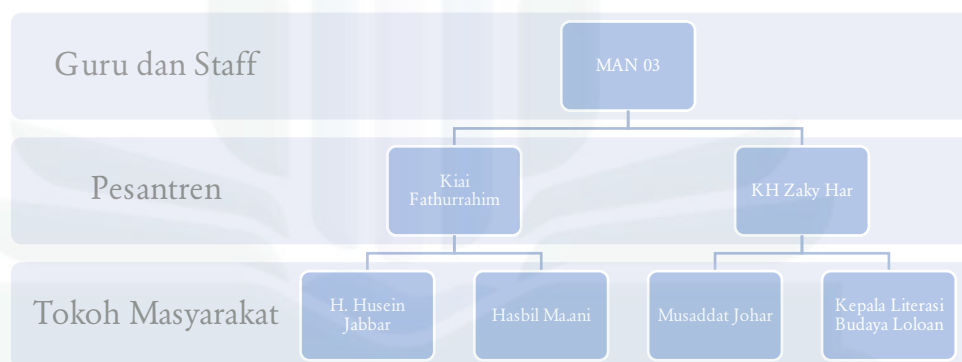 Guru dan Staff
MAN 03
Pesantren
Kiai
Fathurrahim
KH Zaky Har
Tokoh Masyarakat
H. Husein
Jabbar
Hasbil Ma.ani
Musaddat Johar
Kepala Literasi
Budaya Loloan